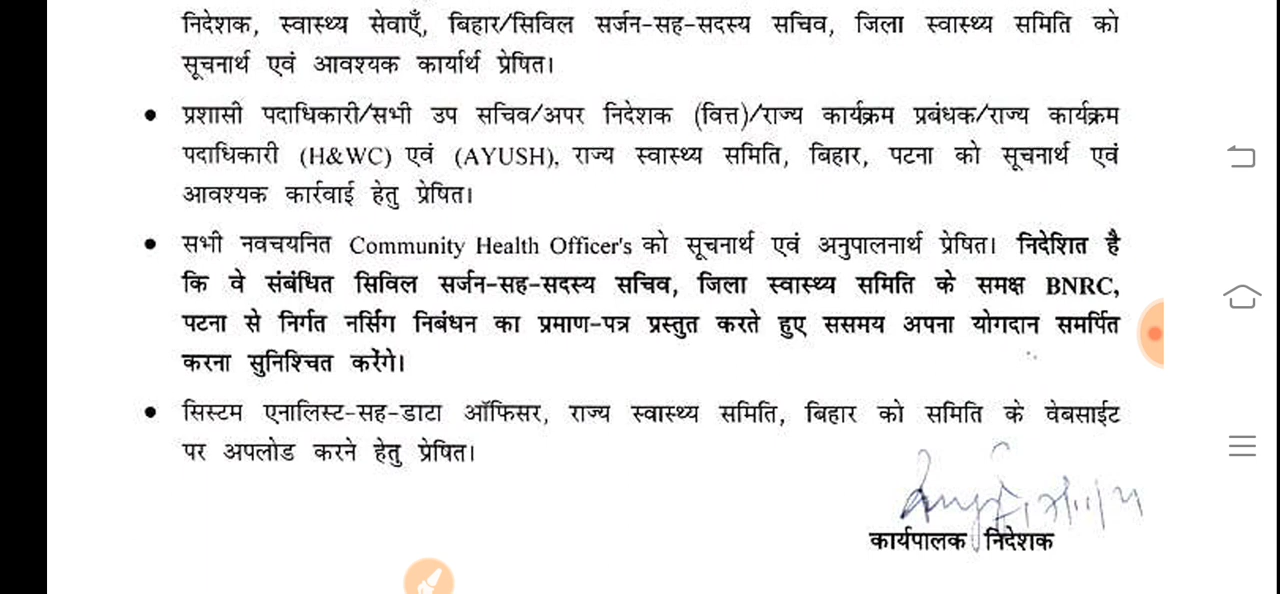 निदेशक, स्वास्थ्य सेवाएँ, बिहार/सिविल सर्जन-सह-सदस्य सचिव, जिला स्वास्थ्य समिति को
सूचनार्थ एवं आवश्यक कार्यार्थ प्रेषित।
• प्रशासी पदाधिकारी/सभी उप सचिव/अपर निदेशक (वित्त)/राज्य कार्यक्रम प्रबंधक/राज्य कार्यक्रम
पदाधिकारी (H&WC) एवं (AYUSH), राज्य स्वास्थ्य समिति, बिहार, पटना को सूचनार्थ एवं
आवश्यक कार्रवाई हेतु प्रेषित।
• सभी नवचयनित Community Health Officer's को सूचनार्थ एवं अनुपालनार्थ प्रेषित। निदेशित है
कि वे संबंधित सिविल सर्जन-सह-सदस्य सचिव, जिला स्वास्थ्य समिति के समक्ष BNRC,
पटना से निर्गत नर्सिंग निबंधन का प्रमाण-पत्र प्रस्तुत करते हुए ससमय अपना योगदान समर्पित
करना सुनिश्चित करेंगे।
• सिस्टम एनालिस्ट-सह-डाटा ऑफिसर, राज्य स्वास्थ्य समिति, बिहार को समिति के वेबसाईट
पर अपलोड करने हेतु प्रेषित।
कार्यपालक निदेशक